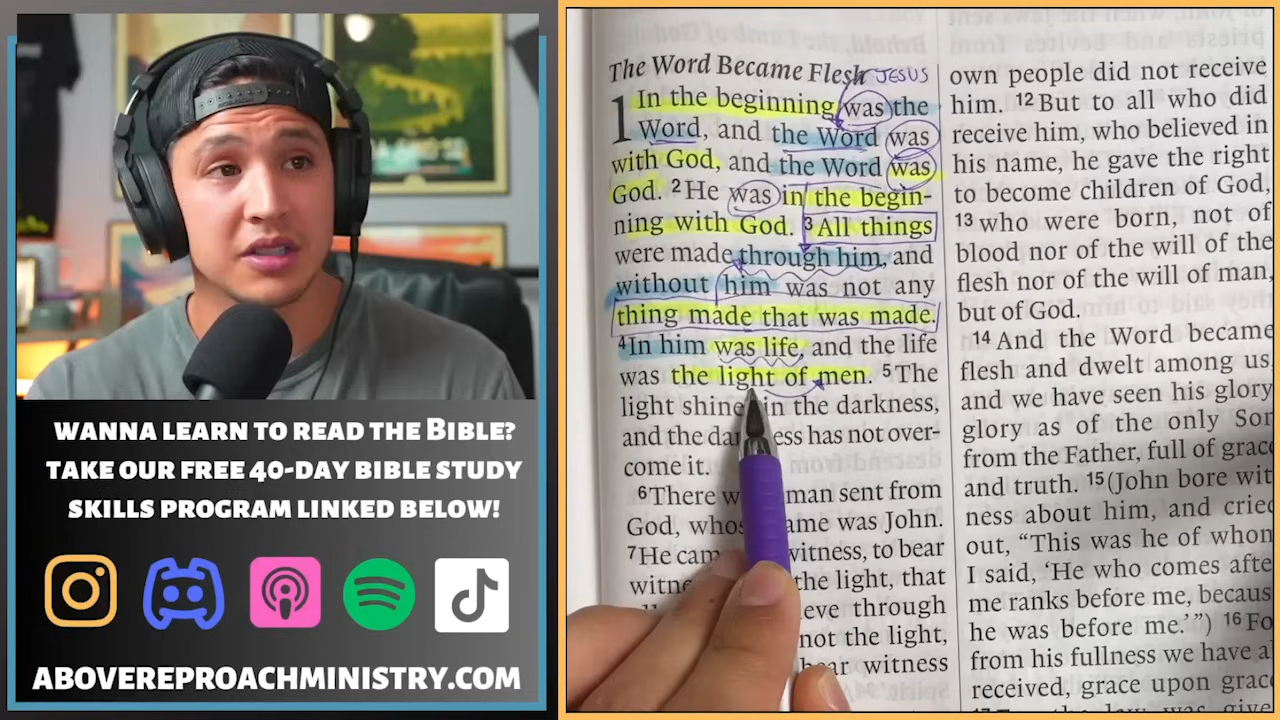 WANNA LEARN TO READ THE BIBLE?
TAKE OUR FREE 40-DAY BIBLE STUDY
SKILLS PROGRAM LINKED BELOW!
ABOVEREPROACHMINISTRY.COM
The Word Became Flesh
JESUS
1 In the beginning was the
Word, and the Word was
with God, and the Word was
God. 2 He was in the begin-
ning with God. 3 All things
were made through him, and
without him was not any
thing made that was made.
4 In him was life, and the life
was the light of men. 5 The
light shines in the darkness,
and the ness has not over-
come it.
6 There man sent from
God, ame was John.
7 He witness, to bear
the light, that
through
not the light,
witness
own people did not receive
him. 12 But to all who did
receive him, who believed in
his name, he gave the right
to become children of God,
13 who were born, not of
blood nor of the will of the
flesh nor of the will of man,
but of God.
14 And the Word became
flesh and dwelt among us,
and we have seen his glory
glory as of the only Son
from the Father, full of grace
and truth. 15 (John bore wit
ness about him, and cried
out, “This was he of whom
I said, ‘He who comes afte
me ranks before me, becaus
he was before me.’”) 16 Fo
from his fullness we have a
received, grace upon grac